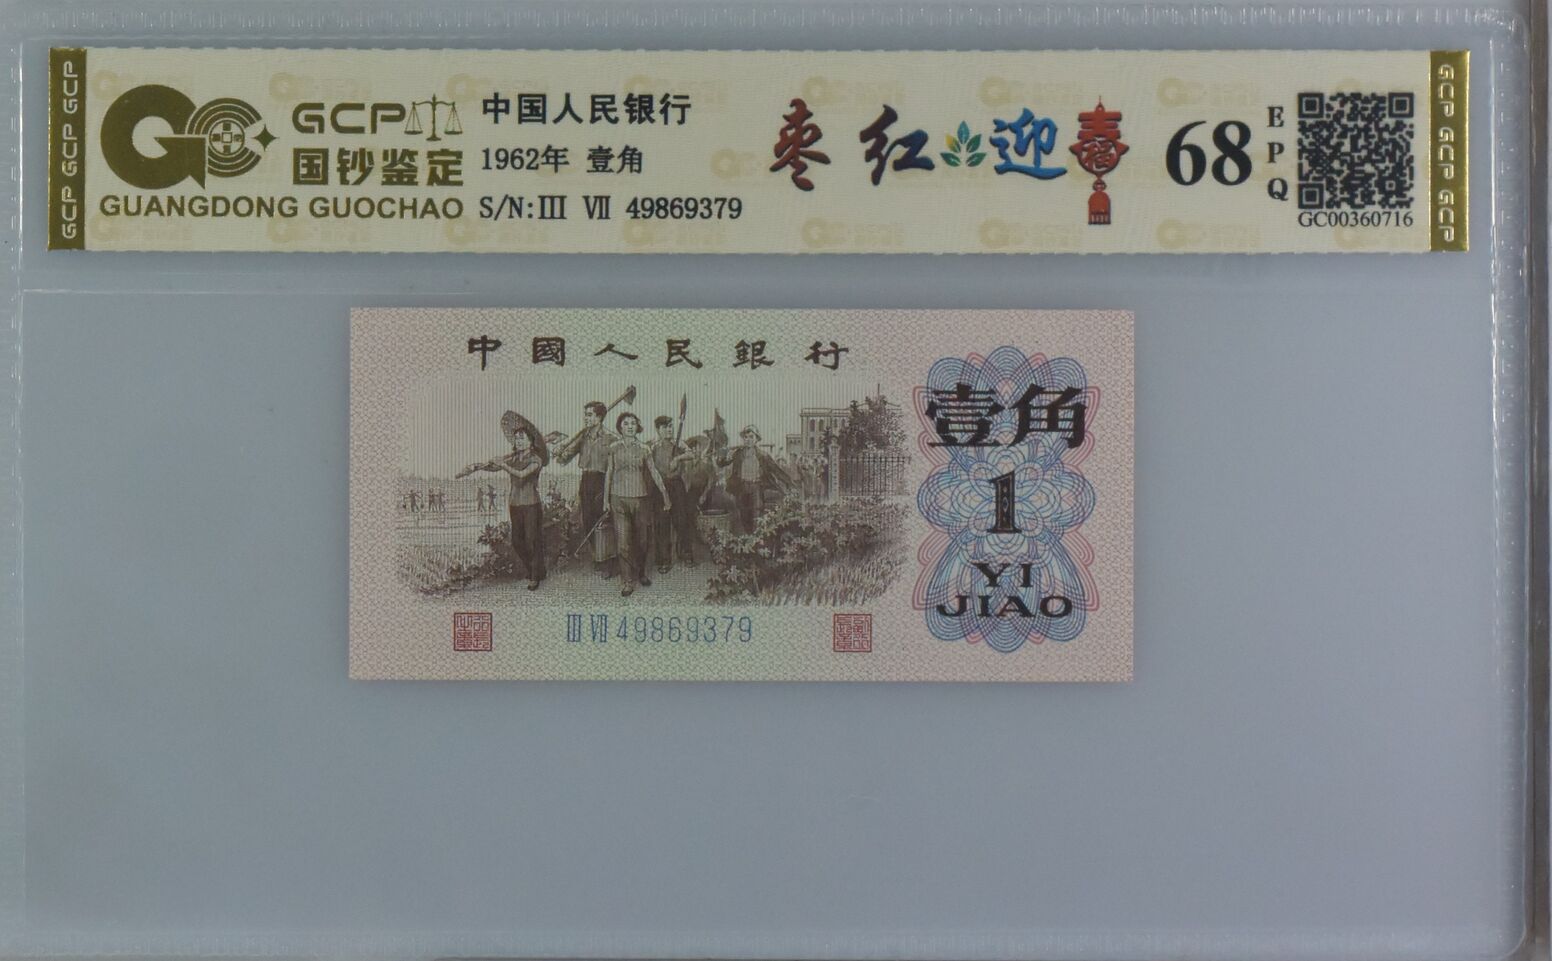 GCP GCP GCP
GCP
国钞鉴定
GUANGDONG GUOCHAO
中国人民银行
1962年 壹角
S/N:Ⅲ Ⅶ 49869379
枣红迎春
福
68
EPQ
GC00360716
GCP GCP GCP
中國人民銀行
壹角
1
YI
JIAO
Ⅲ Ⅶ 49869379